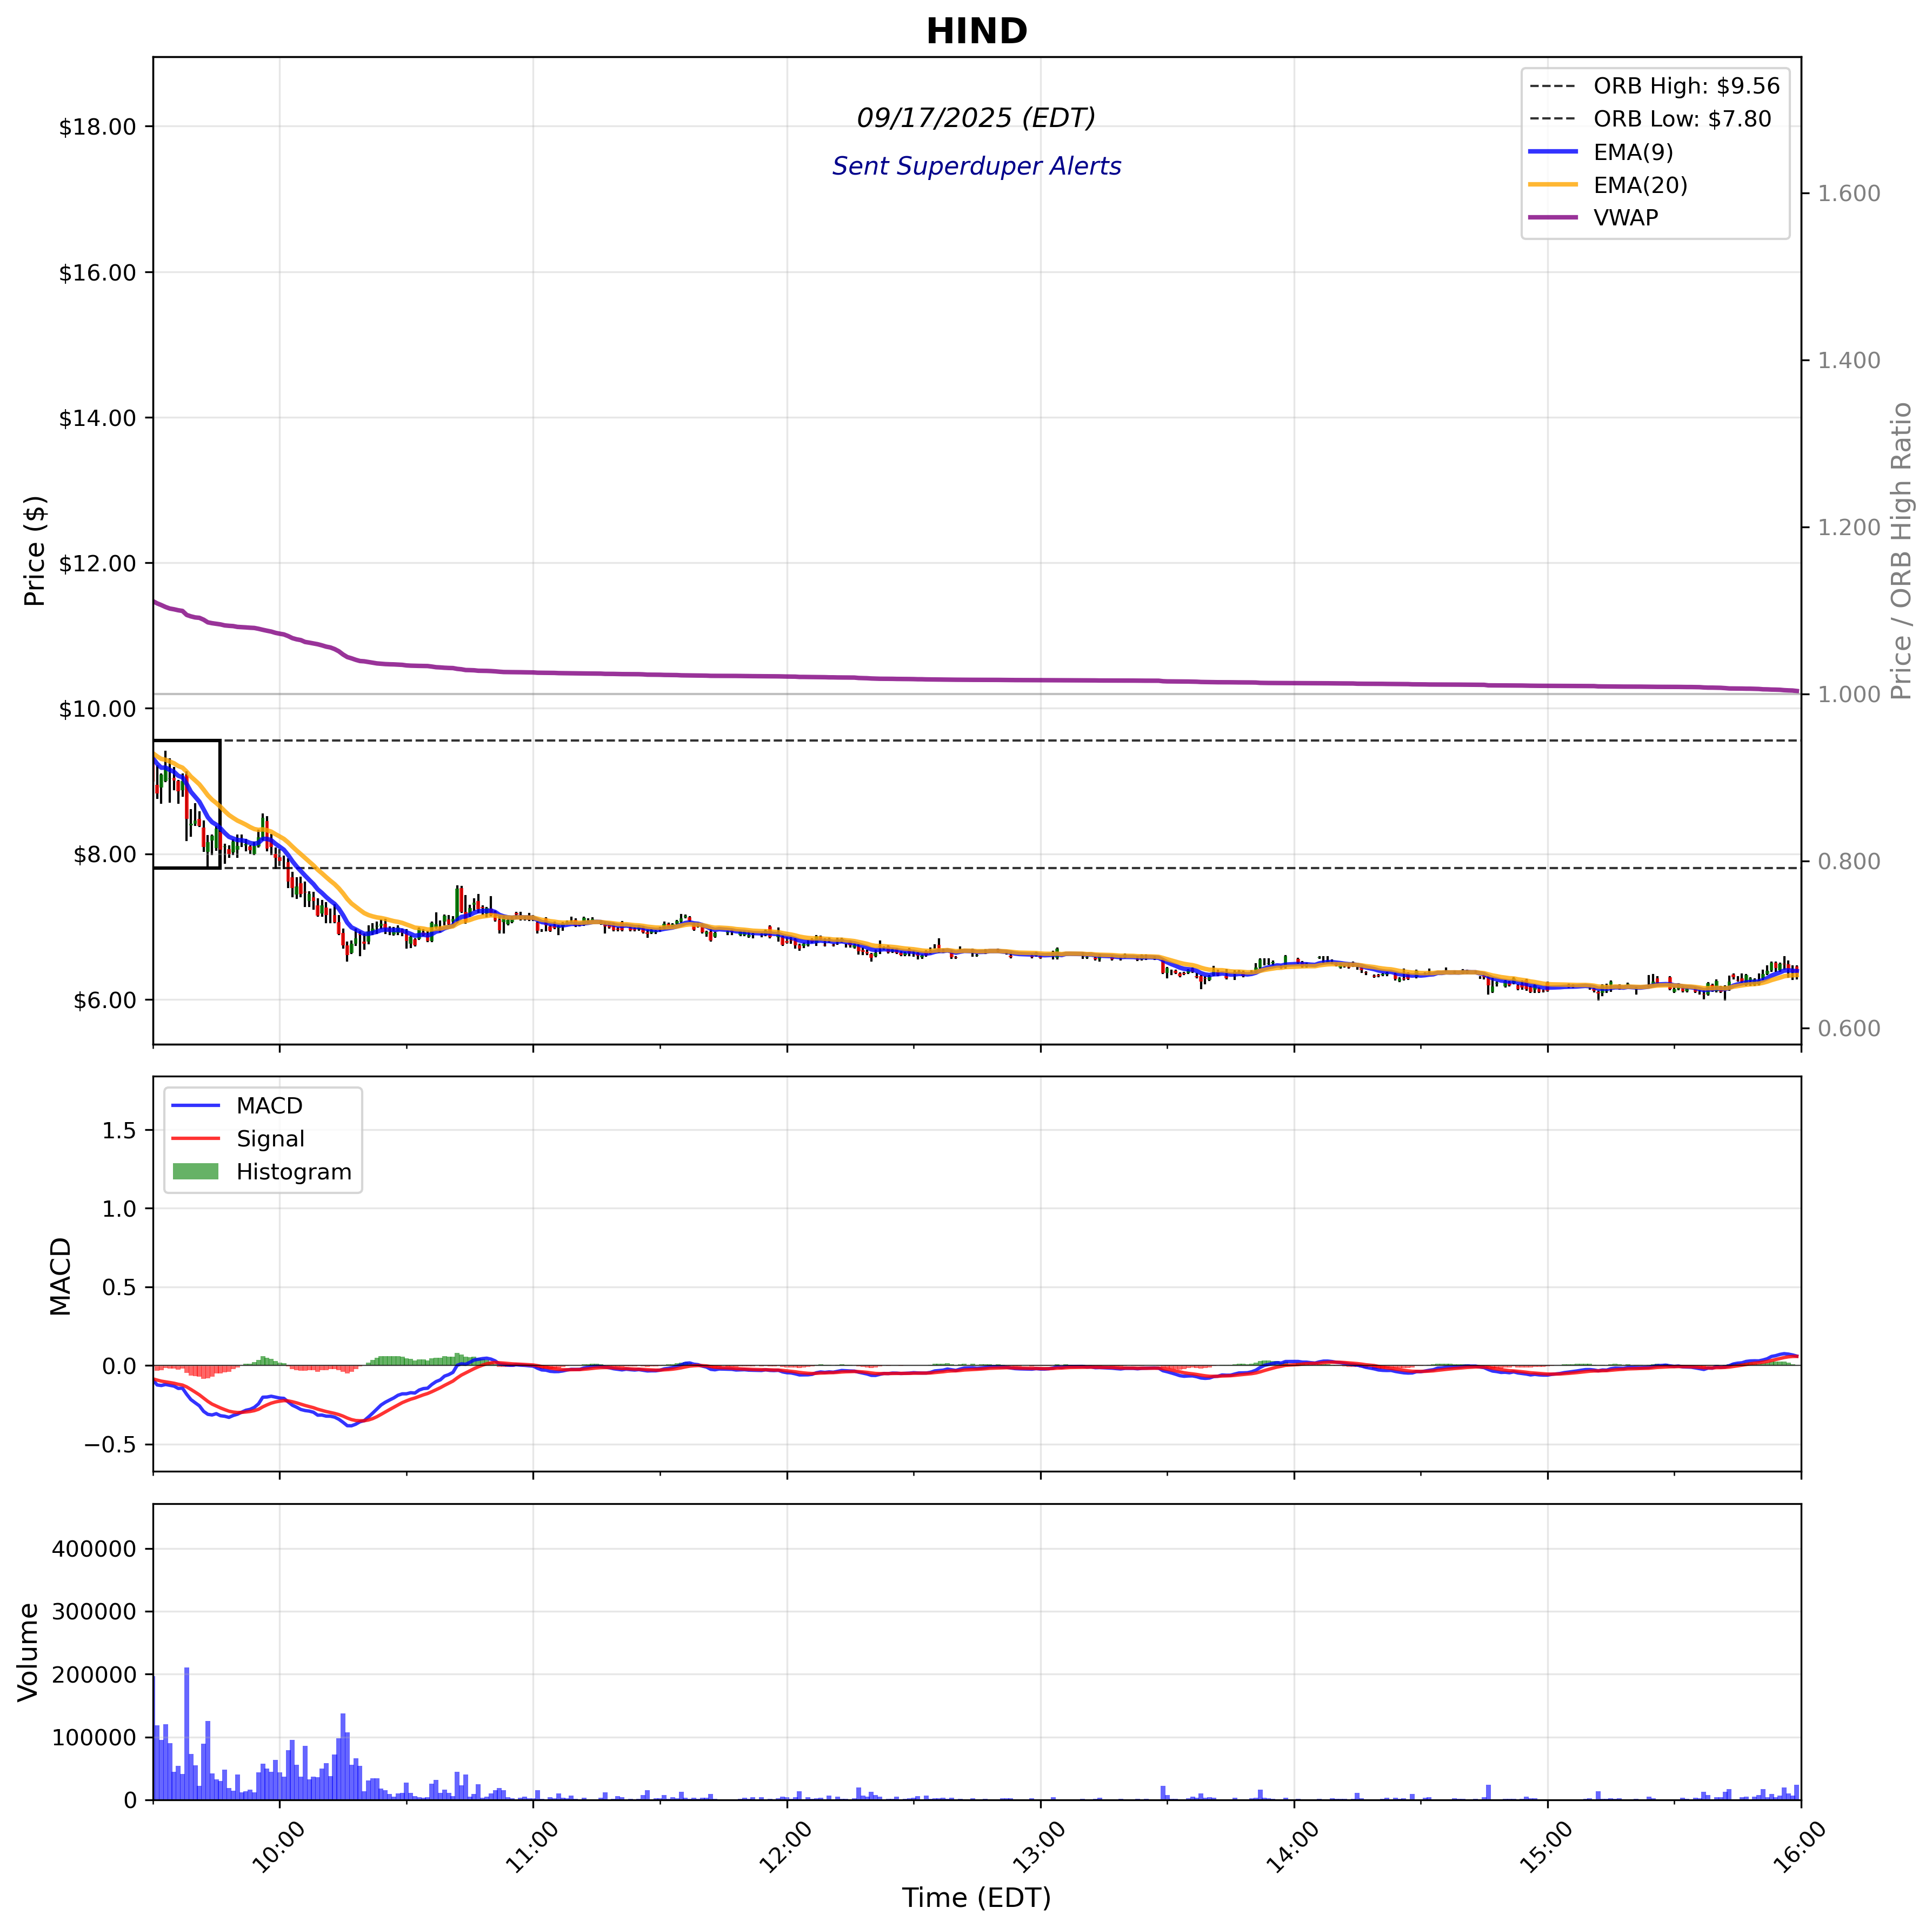 HIND
09/17/2025 (EDT)
Sent Superduper Alerts
ORB High: $9.56
ORB Low: $7.80
EMA(9)
EMA(20)
VWAP
Price ($)
$18.00
$16.00
$14.00
$12.00
$10.00
$8.00
$6.00
Price / ORB High Ratio
1.600
1.400
1.200
1.000
0.800
0.600
MACD
Signal
Histogram
MACD
1.5
1.0
0.5
0.0
−0.5
Volume
400000
300000
200000
100000
0
10:00
11:00
12:00
13:00
14:00
15:00
16:00
Time (EDT)